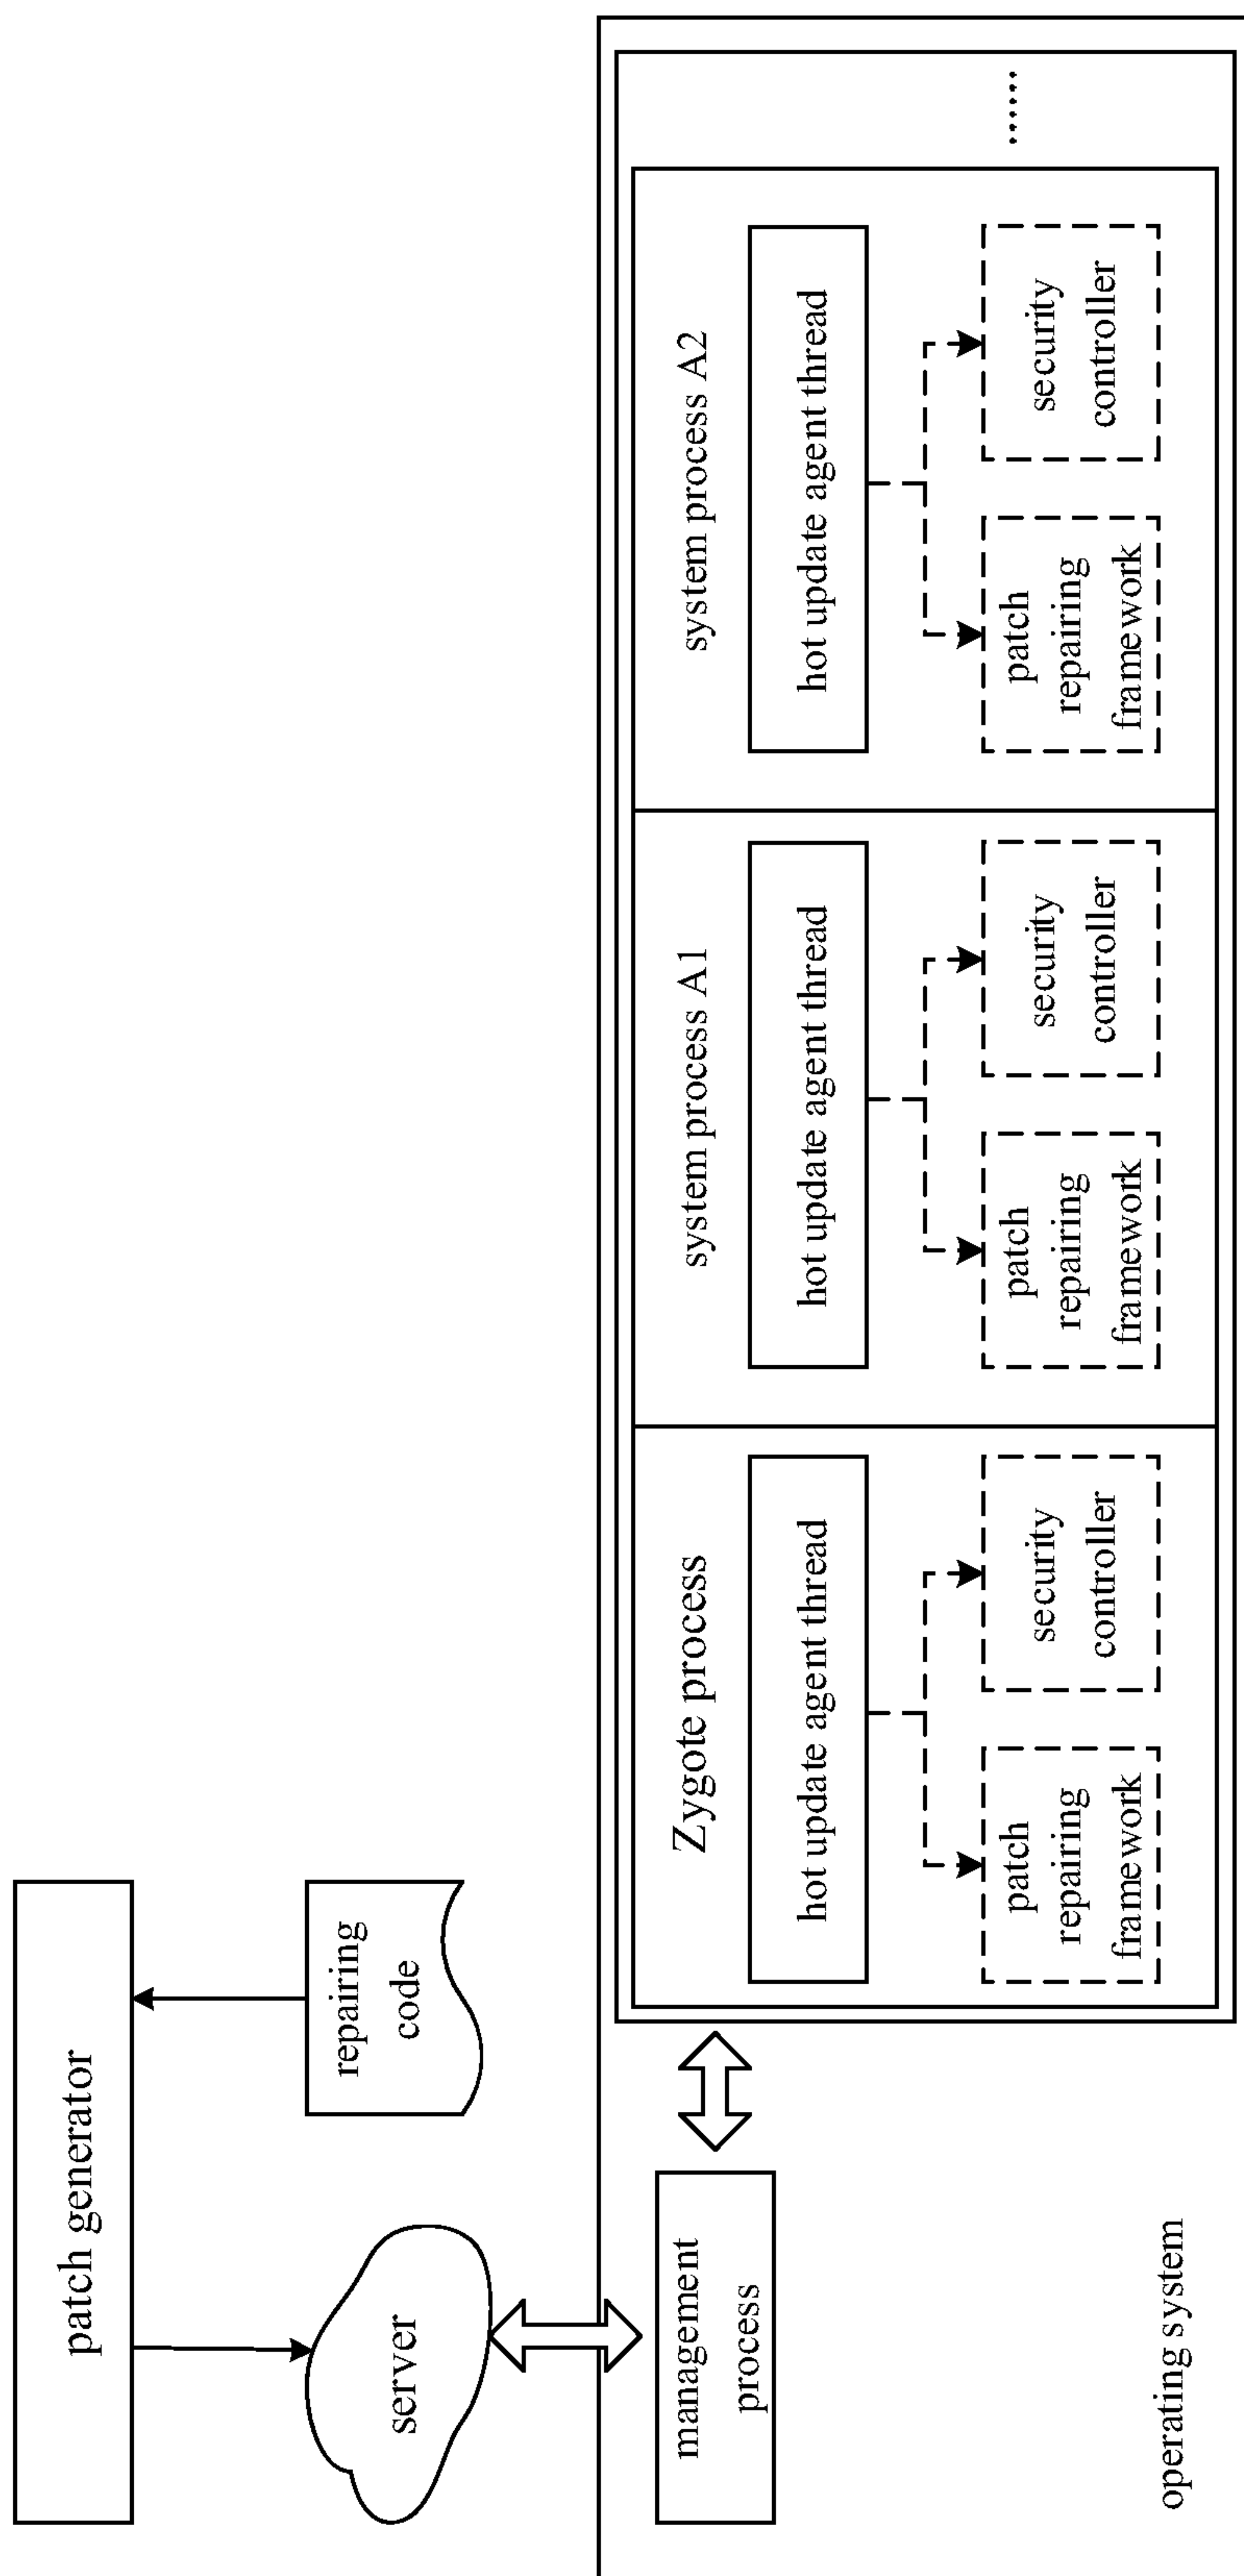 patch generator
repairing
code
server
management
process
operating system
Zygote process
hot update agent thread
patch
repairing
framework
security
controller
system process A1
hot update agent thread
patch
repairing
framework
security
controller
system process A2
hot update agent thread
patch
repairing
framework
security
controller
......